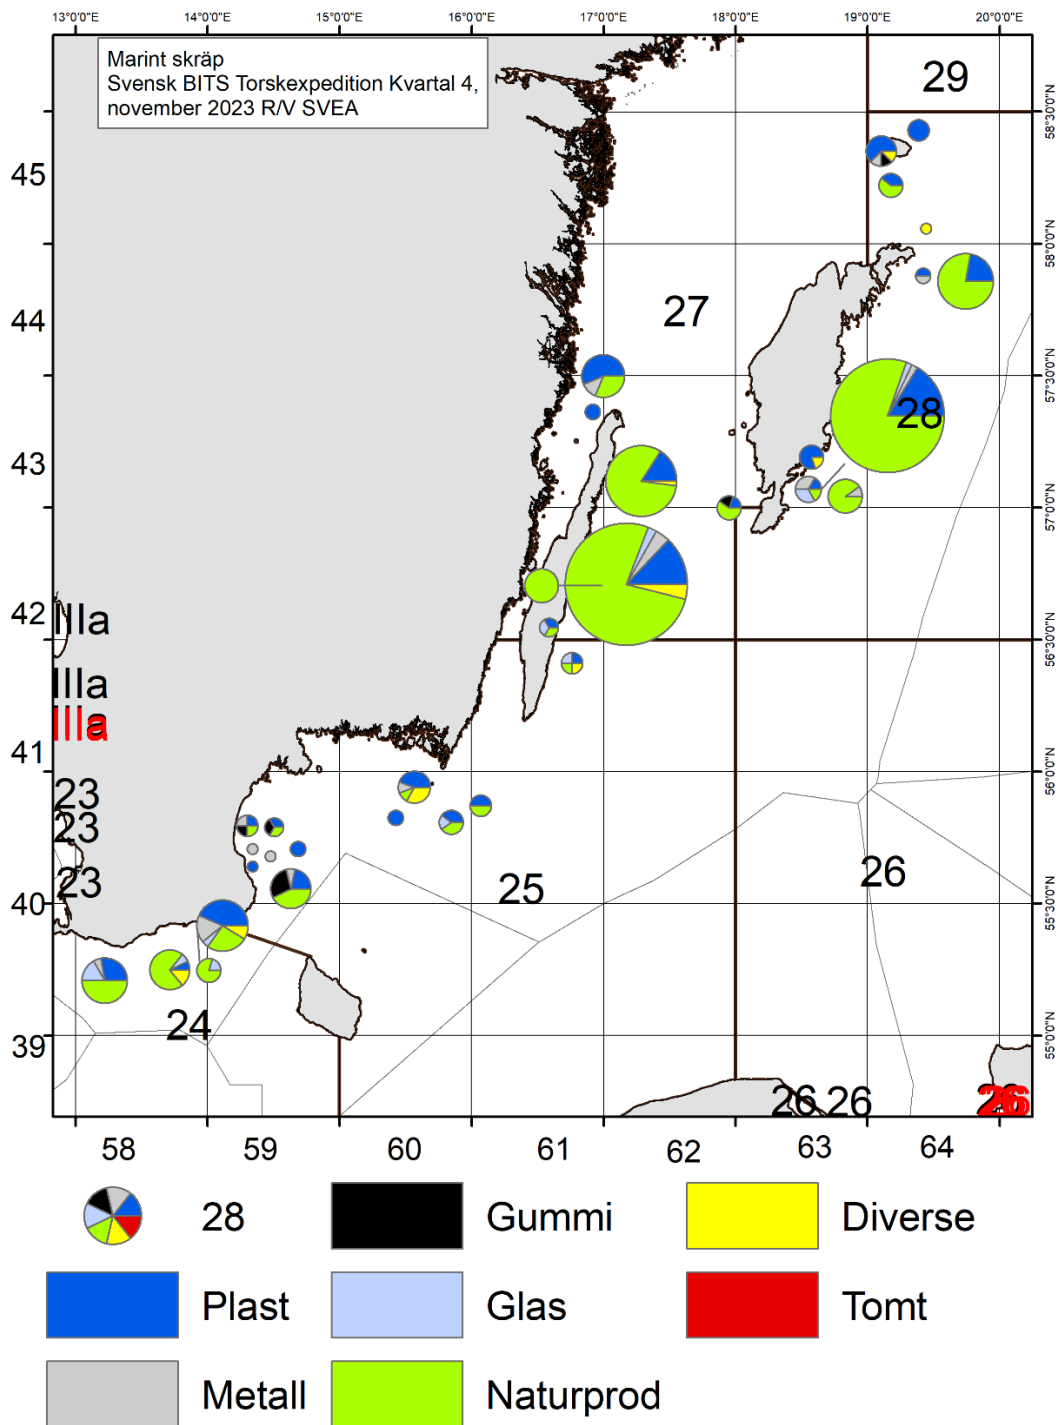 13°0'0"E 14°0'0"E 15°0'0"E 16°0'0"E 17°0'0"E 18°0'0"E 19°0'0"E 20°0'0"E
Marint skräp
Svensk BITS Torskexpedition Kvartal 4,
november 2023 R/V SVEA
29
58°30'0"N
45
58°0'0"N
27
44
57°30'0"N
28
43
57°0'0"N
42
IIIa
56°30'0"N
IIIa
IIIa
41
56°0'0"N
23
23
23
25
26
40
55°30'0"N
24
39
55°0'0"N
26
26
26
58
59
60
61
62
63
64
28
Gummi
Diverse
Plast
Glas
Tomt
Metall
Naturprod